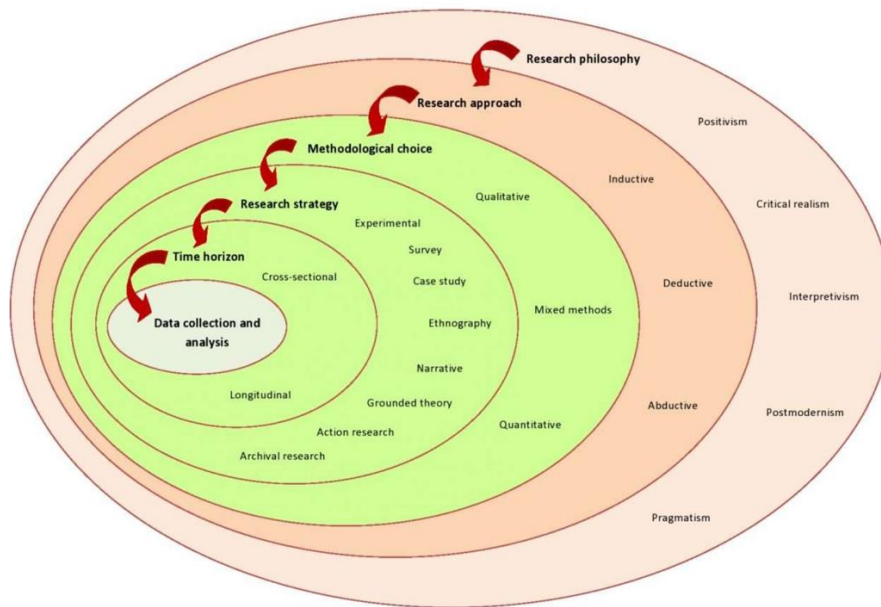 Research philosophy
Positivism
Critical realism
Interpretivism
Postmodernism
Pragmatism
Research approach
Inductive
Deductive
Abductive
Methodological choice
Qualitative
Mixed methods
Quantitative
Research strategy
Experimental
Survey
Case study
Ethnography
Narrative
Grounded theory
Action research
Archival research
Time horizon
Cross-sectional
Longitudinal
Data collection and
analysis